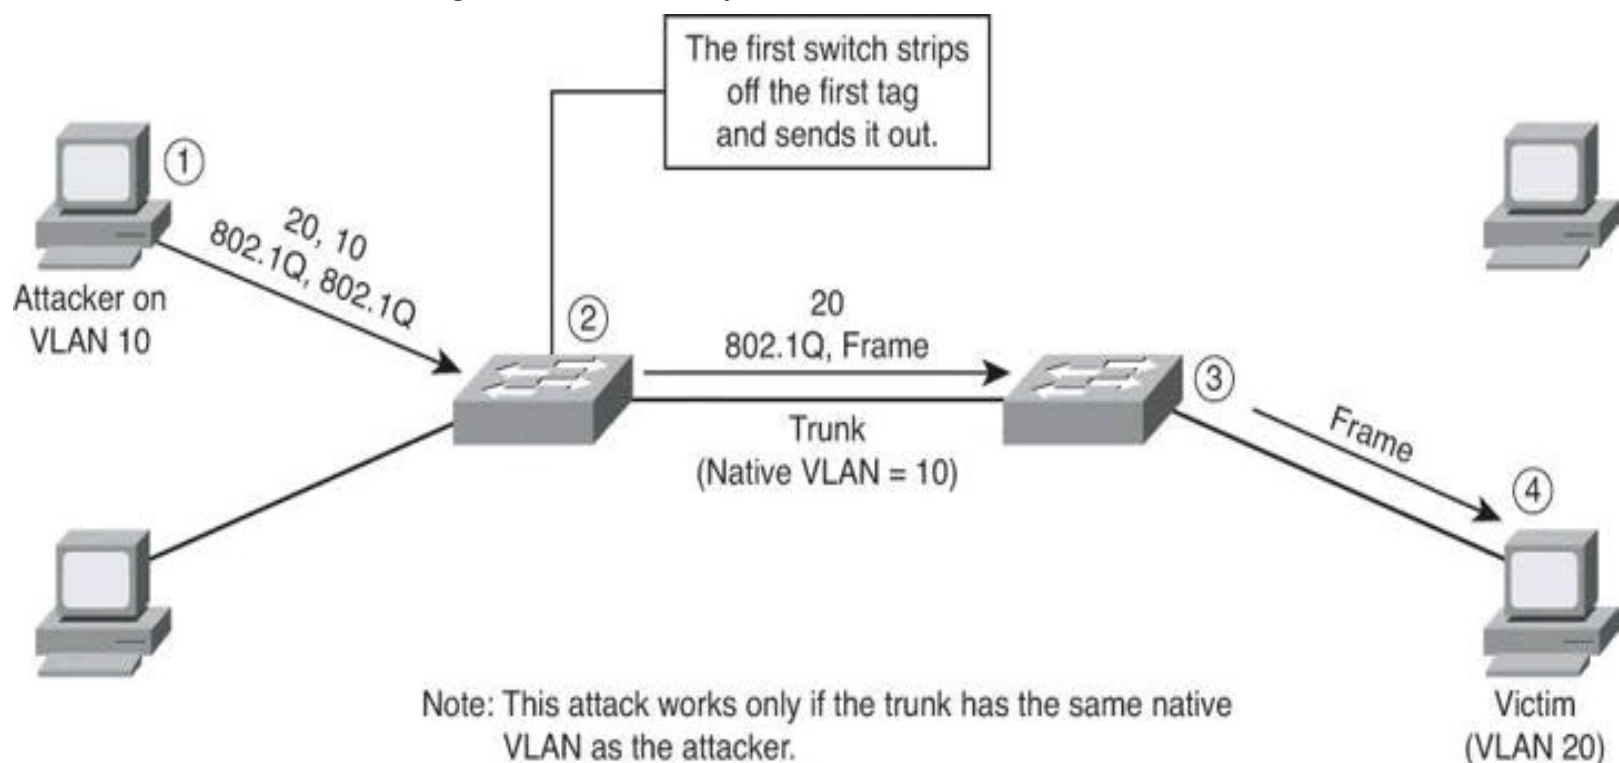 The first switch strips
off the first tag
and sends it out.
1
20, 10
802.1Q, 802.1Q
Attacker on
VLAN 10
2
20
802.1Q, Frame
3
Trunk
(Native VLAN = 10)
Frame
4
Note: This attack works only if the trunk has the same native
VLAN as the attacker.
Victim
(VLAN 20)